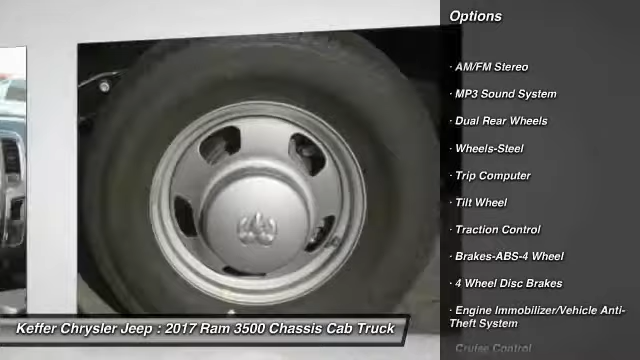 Options
· AM/FM Stereo
· MP3 Sound System
· Dual Rear Wheels
· Wheels-Steel
· Trip Computer
· Tilt Wheel
· Traction Control
· Brakes-ABS-4 Wheel
· 4 Wheel Disc Brakes
· Engine Immobilizer/Vehicle Anti-
Theft System
· Cruise Control
Keffer Chrysler Jeep : 2017 Ram 3500 Chassis Cab Truck